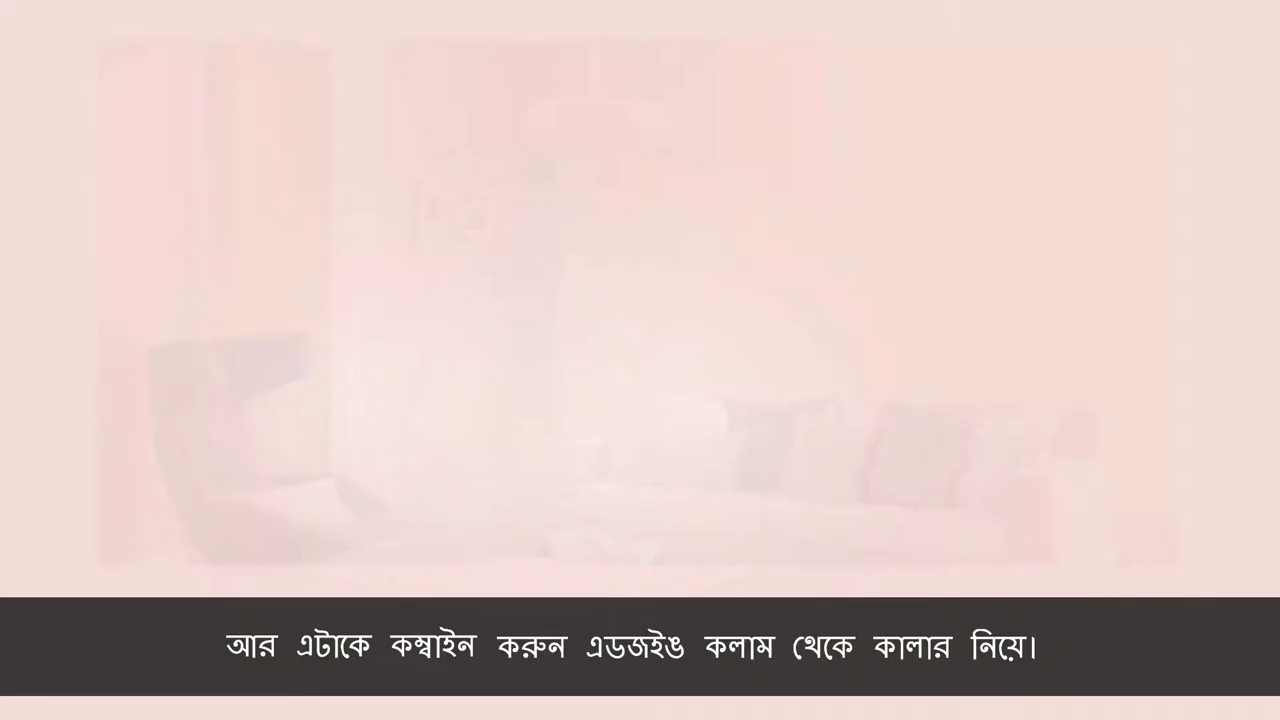 আর এটাকে কম্বাইন করুন এডজইঙ কলাম থেকে কালার নিয়ে।